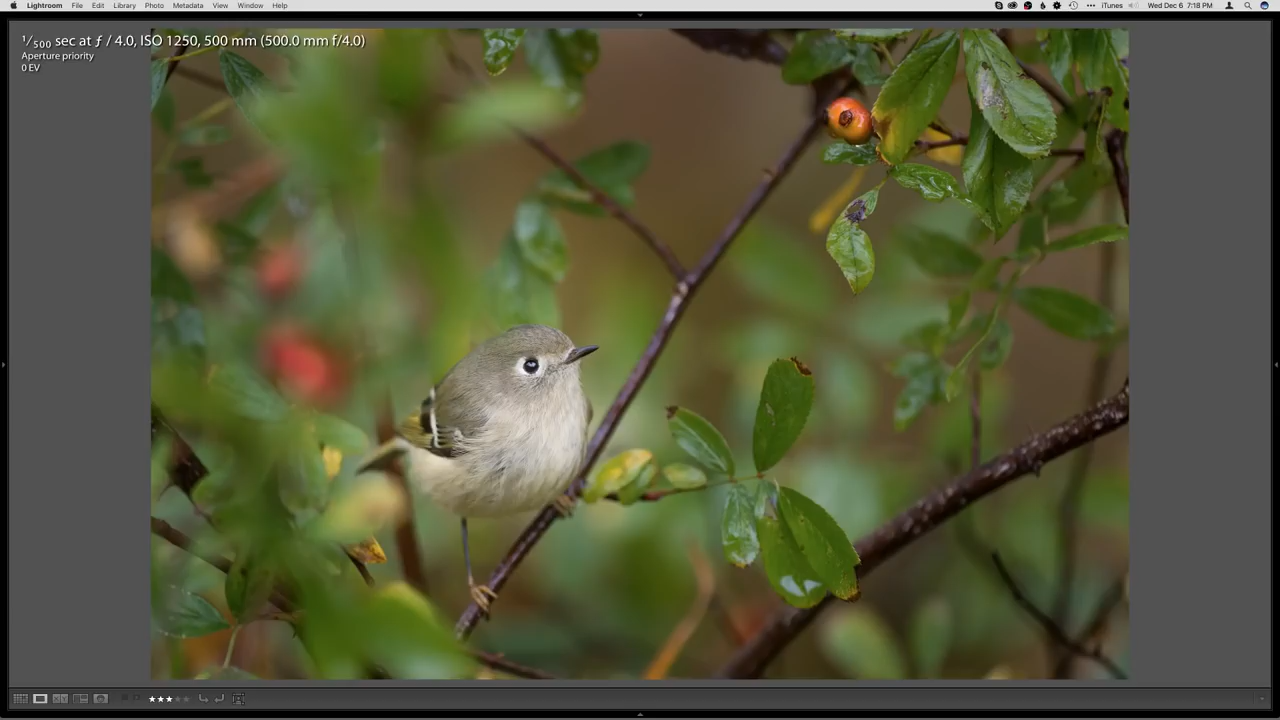 Lightroom File Edit Library Photo Metadata View Window Help
iTunes Wed Dec 6 7:18 PM
1/500 sec at ƒ / 4.0, ISO 1250, 500 mm (500.0 mm f/4.0)
Aperture priority
0 EV